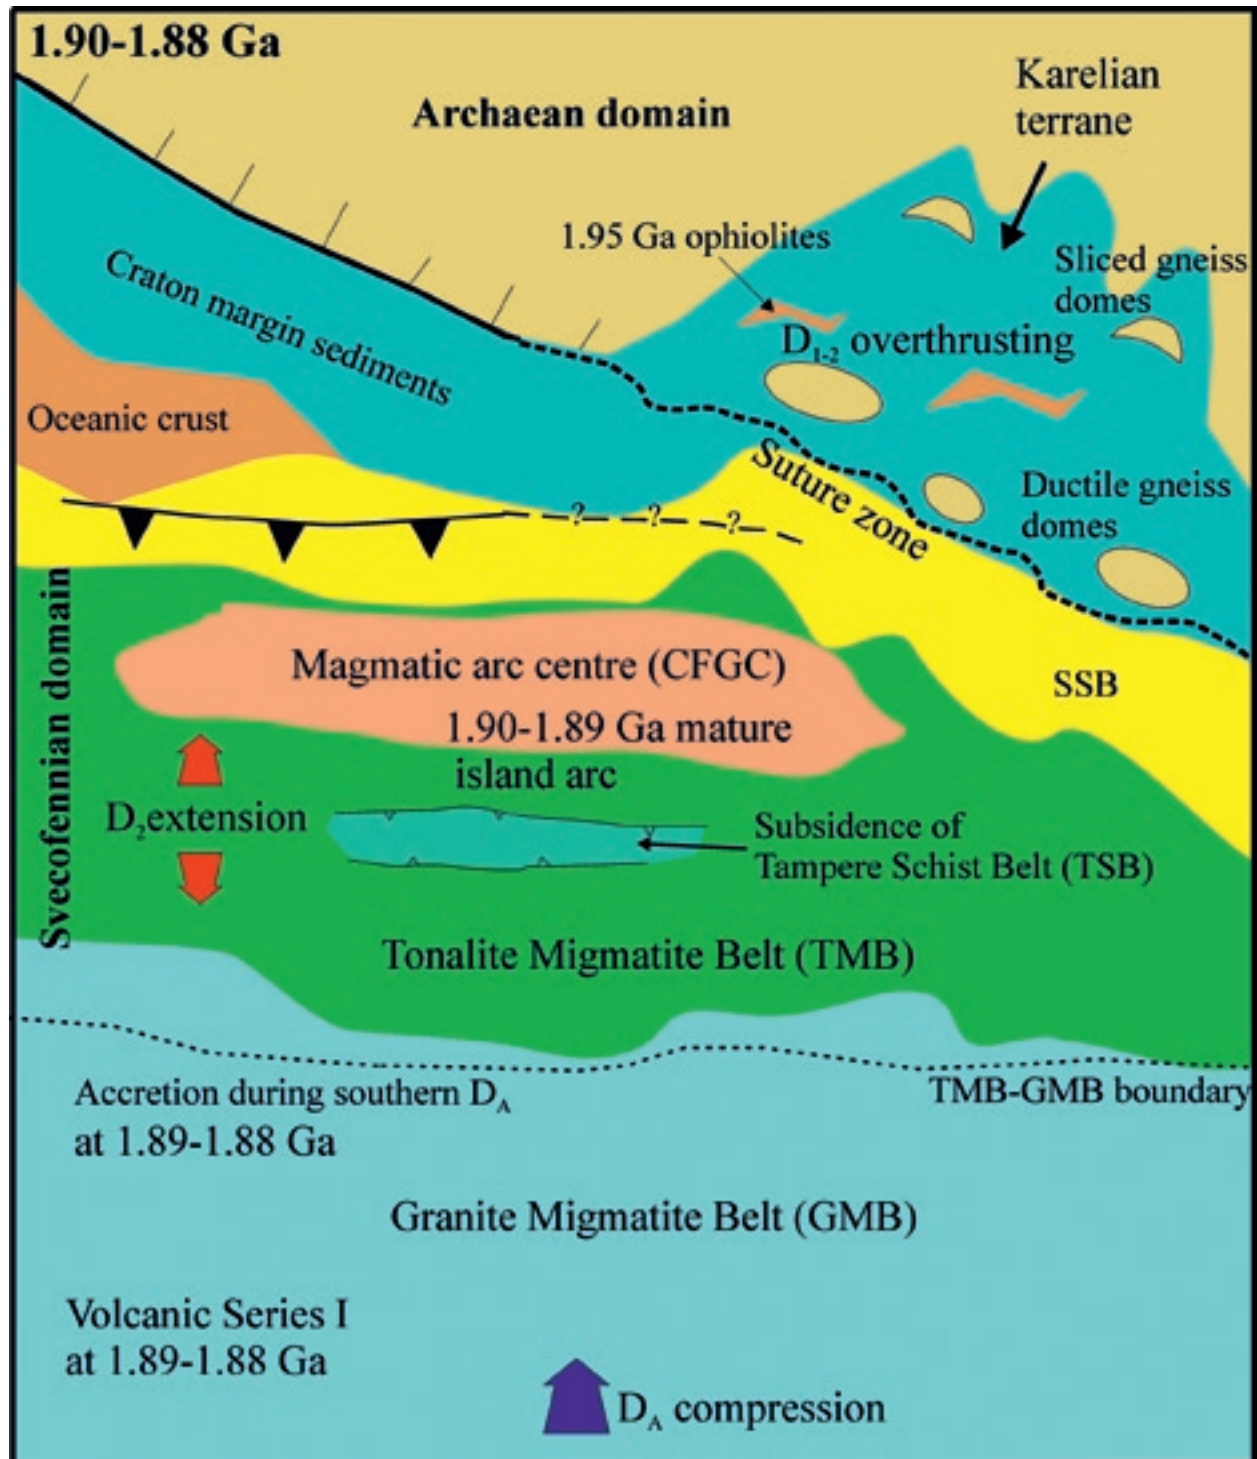 1.90-1.88 Ga
Archaean domain
Karelian
terrane
1.95 Ga ophiolites
Sliced gneiss
domes
Craton margin sediments
D1-2 overthrusting
Oceanic crust
Suture zone
Ductile gneiss
domes
? ? ?
Svecofennian domain
Magmatic arc centre (CFGC)
SSB
1.90-1.89 Ga mature
island arc
D2 extension
Subsidence of
Tampere Schist Belt (TSB)
Tonalite Migmatite Belt (TMB)
Accretion during southern DA
at 1.89-1.88 Ga
TMB-GMB boundary
Granite Migmatite Belt (GMB)
Volcanic Series I
at 1.89-1.88 Ga
DA compression